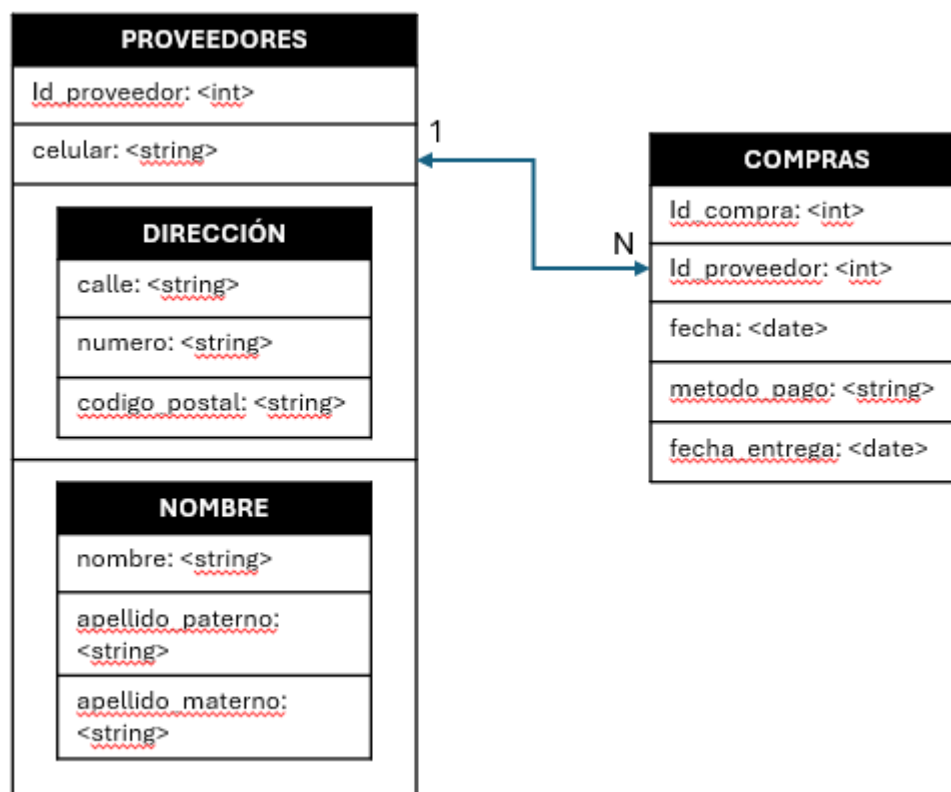 PROVEEDORES
Id_proveedor: <int>
celular: <string>
DIRECCIÓN
calle: <string>
numero: <string>
codigo_postal: <string>
NOMBRE
nombre: <string>
apellido_paterno:
<string>
apellido_materno:
<string>
1
N
COMPRAS
Id_compra: <int>
Id_proveedor: <int>
fecha: <date>
metodo_pago: <string>
fecha_entrega: <date>